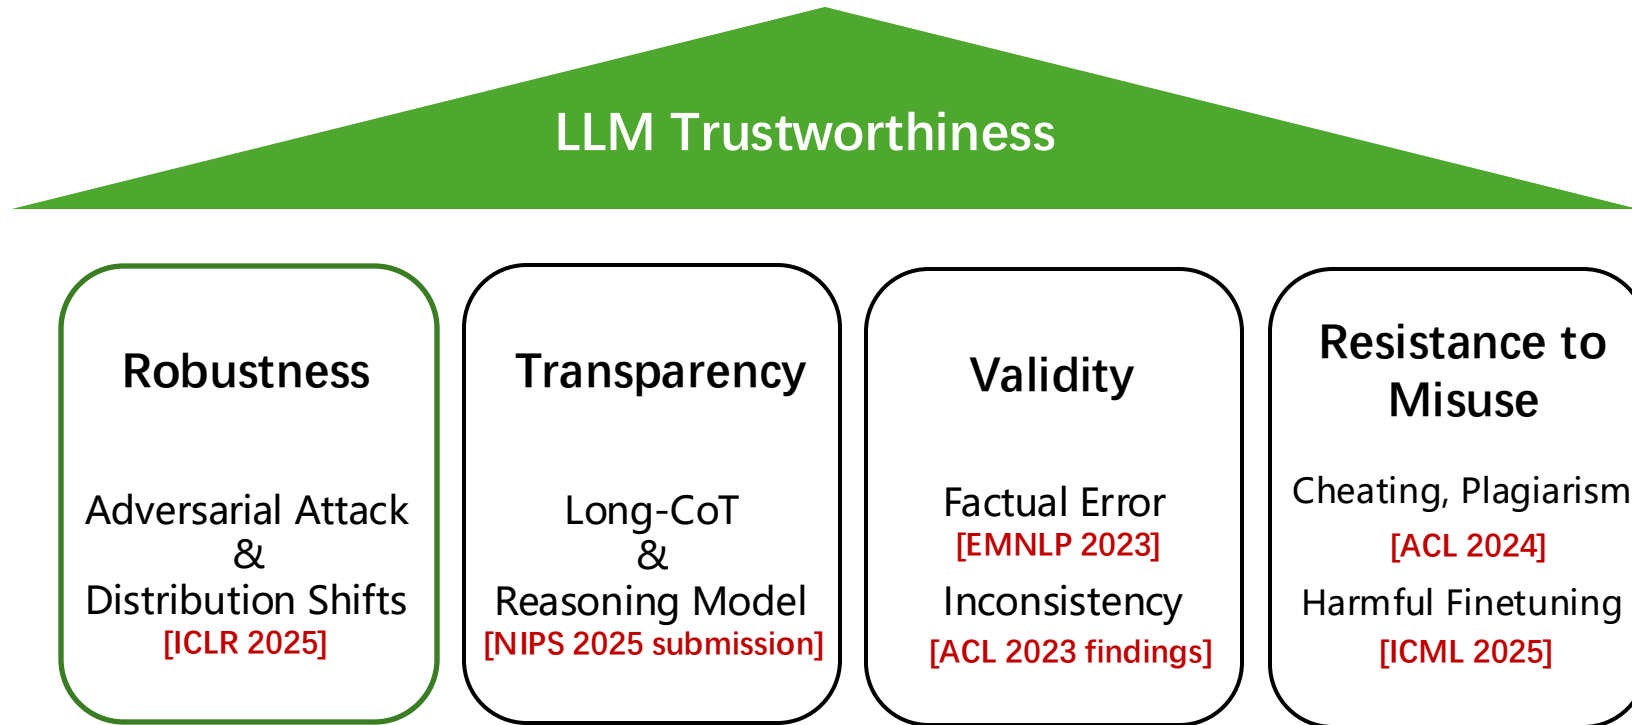 LLM Trustworthiness
Robustness
Adversarial Attack
&
Distribution Shifts
[ICLR 2025]
Transparency
Long-CoT
&
Reasoning Model
[NIPS 2025 submission]
Validity
Factual Error
[EMNLP 2023]
Inconsistency
[ACL 2023 findings]
Resistance to
Misuse
Cheating, Plagiarism
[ACL 2024]
Harmful Finetuning
[ICML 2025]